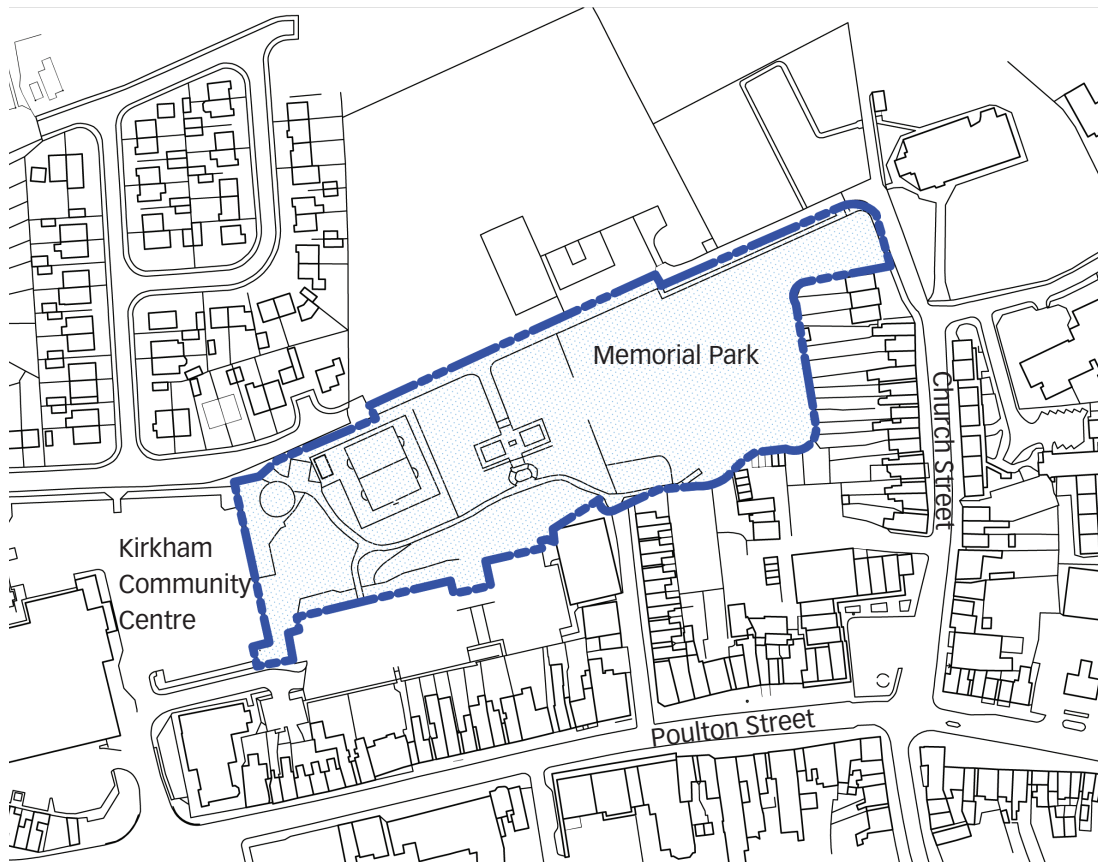 Memorial Park
Church Street
Kirkham
Community
Centre
Poulton Street